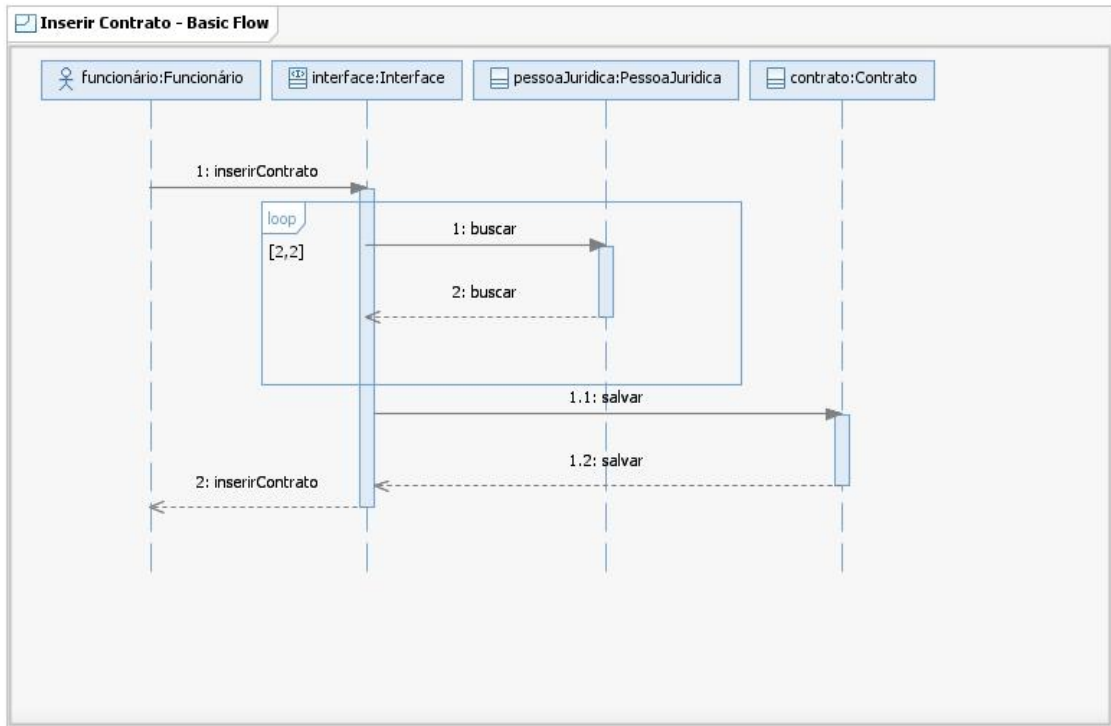 Inserir Contrato - Basic Flow
funcionário:Funcionário
interface:Interface
pessoaJuridica:PessoaJuridica
contrato:Contrato
1: inserirContrato
loop
[2,2]
1: buscar
2: buscar
1.1: salvar
1.2: salvar
2: inserirContrato